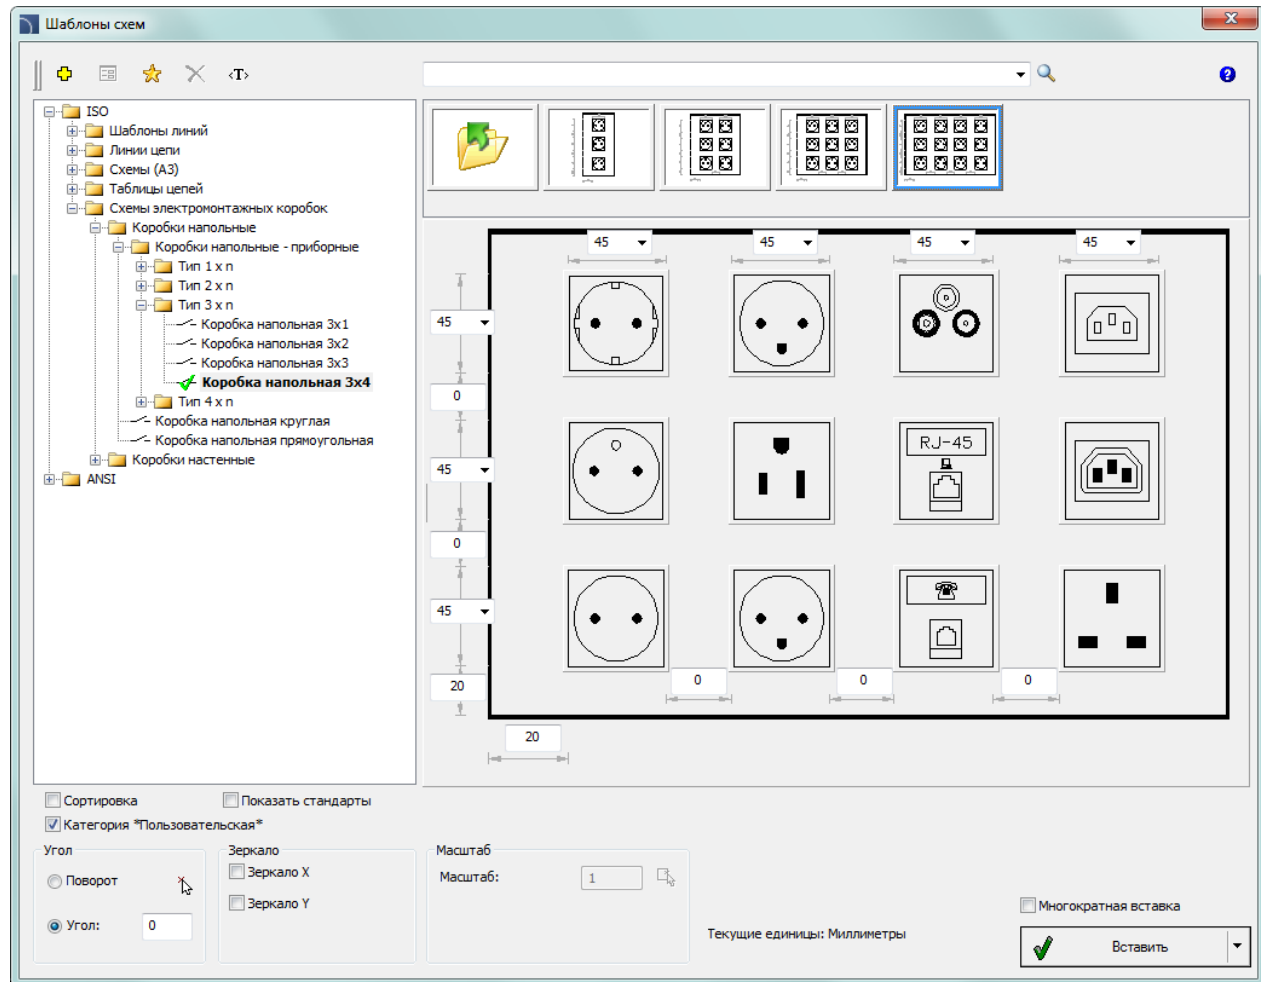 Шаблоны схем
<T>
ISO
Шаблоны линий
Линии цепи
Схемы (А3)
Таблицы цепей
Схемы электромонтажных коробок
Коробки напольные
Коробки напольные - приборные
Тип 1 x n
Тип 2 x n
Тип 3 x n
Коробка напольная 3x1
Коробка напольная 3x2
Коробка напольная 3x3
Коробка напольная 3x4
Тип 4 x n
Коробка напольная круглая
Коробка напольная прямоугольная
Коробки настенные
ANSI
45 45 45 45
45
0
45
RJ-45
0
45
20
0 0 0
20
Сортировка Показать стандарты
Категория *Пользовательская*
Угол Зеркало Масштаб
Поворот Зеркало X Масштаб: 1
Зеркало Y
Угол: 0
Текущие единицы: Миллиметры
Многократная вставка
Вставить